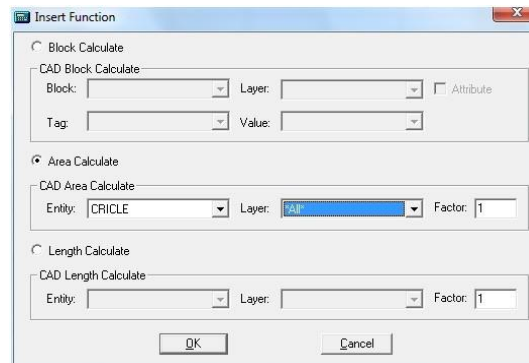 Insert Function
Block Calculate
CAD Block Calculate
Block: Layer: Attribute
Tag: Value:
Area Calculate
CAD Area Calculate
Entity: CRICLE Layer: *All* Factor: 1
Length Calculate
CAD Length Calculate
Entity: Layer: Factor: 1
OK Cancel